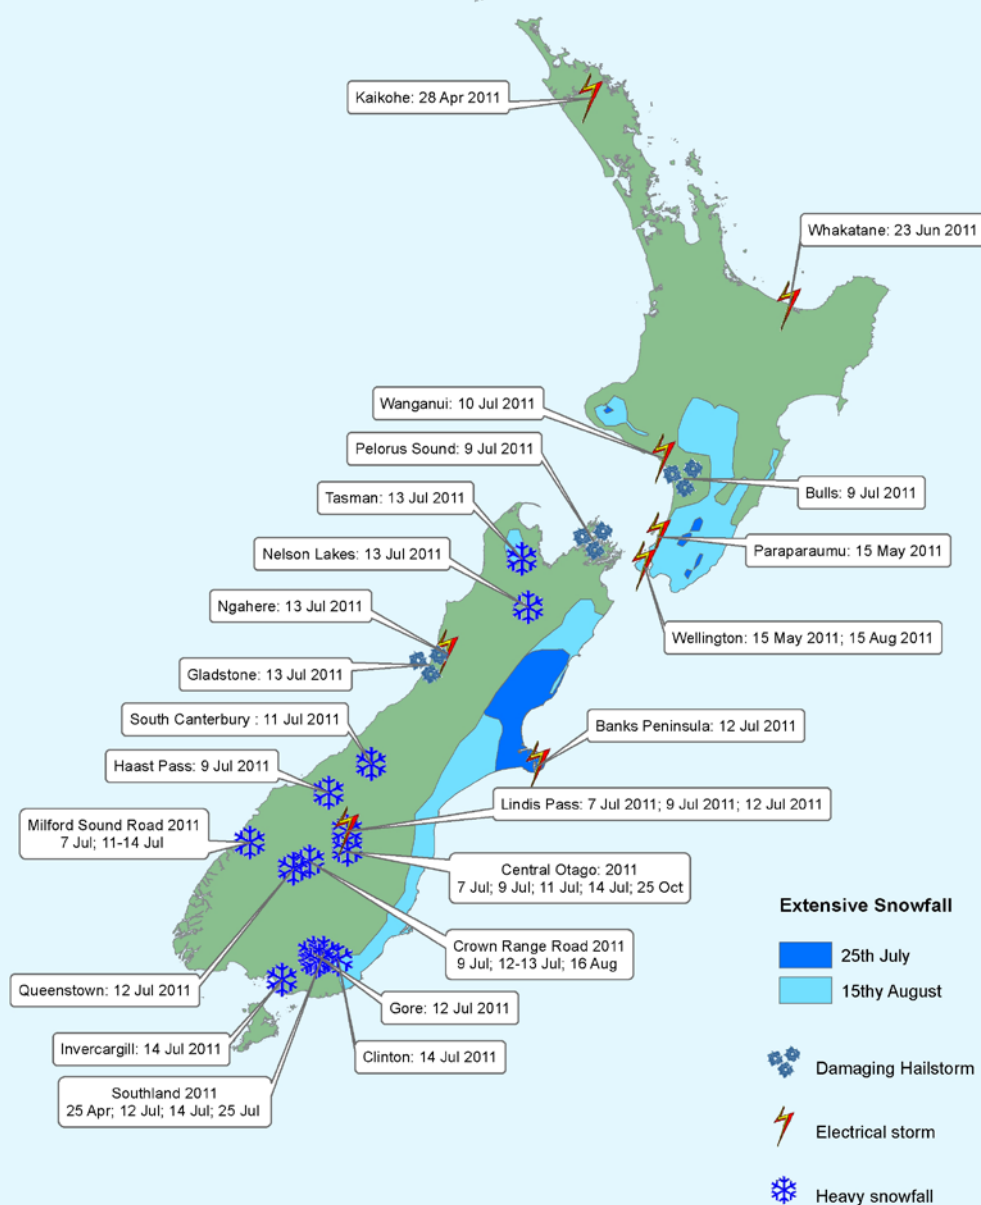 Kaikohe: 28 Apr 2011
Whakatane: 23 Jun 2011
Wanganui: 10 Jul 2011
Pelorus Sound: 9 Jul 2011
Tasman: 13 Jul 2011
Bulls: 9 Jul 2011
Nelson Lakes: 13 Jul 2011
Paraparaumu: 15 May 2011
Ngahere: 13 Jul 2011
Wellington: 15 May 2011; 15 Aug 2011
Gladstone: 13 Jul 2011
South Canterbury : 11 Jul 2011
Banks Peninsula: 12 Jul 2011
Haast Pass: 9 Jul 2011
Lindis Pass: 7 Jul 2011; 9 Jul 2011; 12 Jul 2011
Milford Sound Road 2011
7 Jul; 11-14 Jul
Central Otago: 2011
7 Jul; 9 Jul; 11 Jul; 14 Jul; 25 Oct
Crown Range Road 2011
9 Jul; 12-13 Jul; 16 Aug
Queenstown: 12 Jul 2011
Gore: 12 Jul 2011
Invercargill: 14 Jul 2011
Clinton: 14 Jul 2011
Southland 2011
25 Apr; 12 Jul; 14 Jul; 25 Jul
Extensive Snowfall
25th July
15thy August
Damaging Hailstorm
Electrical storm
Heavy snowfall